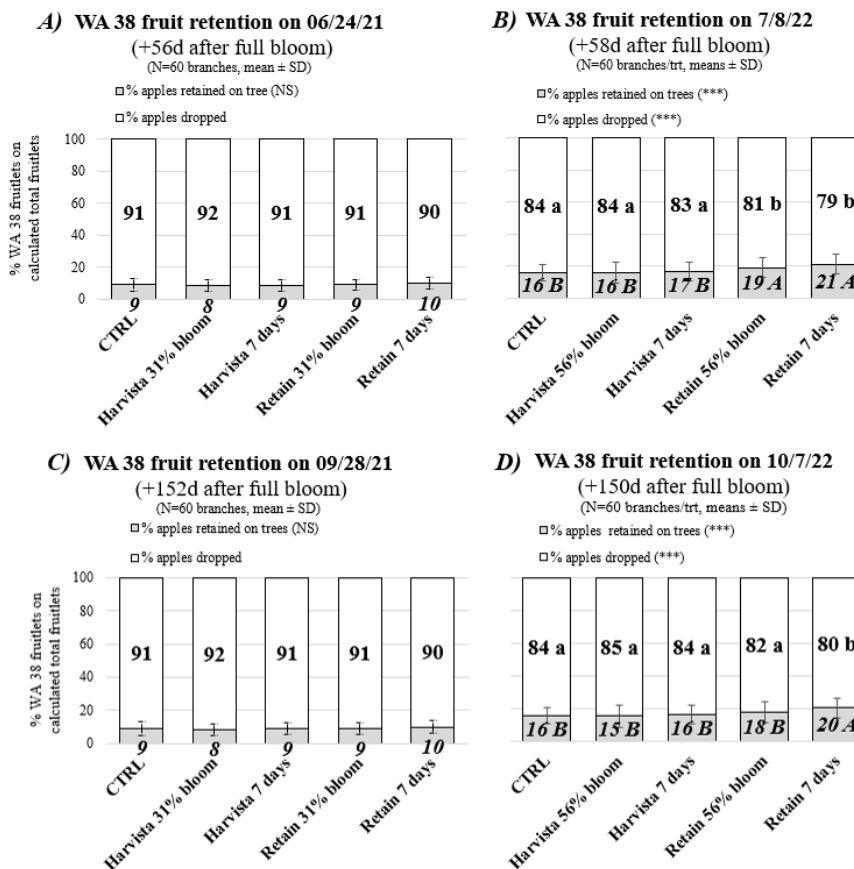 A) WA 38 fruit retention on 06/24/21
(+56d after full bloom)
(N=60 branches, mean ± SD)
% apples retained on tree (NS)
% apples dropped
% WA 38 fruitlets on
calculated total fruitlets
100
80
60
40
20
0
91
92
91
91
90
9
8
9
9
10
CTRL
Harvista 31% bloom
Harvista 7 days
Retain 31% bloom
Retain 7 days
B) WA 38 fruit retention on 7/8/22
(+58d after full bloom)
(N=60 branches/trt, means ± SD)
% apples retained on trees (***)
% apples dropped (***)
84 a
84 a
83 a
81 b
79 b
16 B
16 B
17 B
19 A
21 A
CTRL
Harvista 56% bloom
Harvista 7 days
Retain 56% bloom
Retain 7 days
C) WA 38 fruit retention on 09/28/21
(+152d after full bloom)
(N=60 branches, mean ± SD)
% apples retained on trees (NS)
% apples dropped
% WA 38 fruitlets on
calculated total fruitlets
100
80
60
40
20
0
91
92
91
91
90
9
8
9
9
10
CTRL
Harvista 31% bloom
Harvista 7 days
Retain 31% bloom
Retain 7 days
D) WA 38 fruit retention on 10/7/22
(+150d after full bloom)
(N=60 branches/trt, means ± SD)
% apples retained on trees (***)
% apples dropped (***)
84 a
85 a
84 a
82 a
80 b
16 B
15 B
16 B
18 B
20 A
CTRL
Harvista 56% bloom
Harvista 7 days
Retain 56% bloom
Retain 7 days